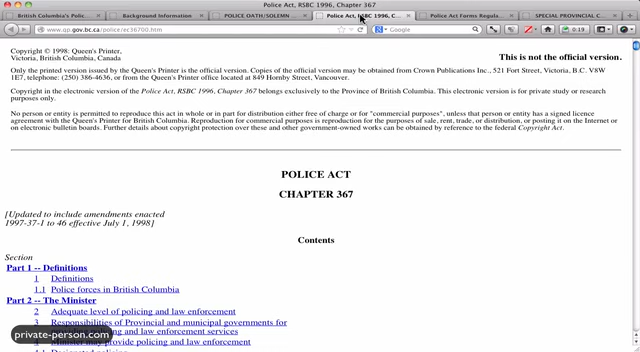 Police Act, RSBC 1996, Chapter 367
British Columbia's Polic...
Background Information
POLICE OATH/SOLEMN ...
Police Act, RSBC 1996, C...
Police Act Forms Regula...
SPECIAL PROVINCIAL C...
www.qp.gov.bc.ca/police/rec36700.htm
Google
0:19
Copyright © 1998: Queen's Printer,
Victoria, British Columbia, Canada
This is not the official version.
Only the printed version issued by the Queen's Printer is the official version. Copies of the official version may be obtained from Crown Publications Inc., 521 Fort Street, Victoria, B.C. V8W
1E7, telephone: (250) 386-4636, or from the Queen's Printer office located at 849 Hornby Street, Vancouver.
Copyright in the electronic version of the Police Act, RSBC 1996, Chapter 367 belongs exclusively to the Province of British Columbia. This electronic version is for private study or research
purposes only.
No person or entity is permitted to reproduce this act in whole or in part for distribution either free of charge or for "commercial purposes", unless that person or entity has a signed licence
agreement with the Queen's Printer for British Columbia. Reproduction for commercial purposes is reproduction for the purposes of sale, rent, trade, or distribution, or posting it on the Internet or
on electronic bulletin boards. Further details about copyright protection over these and other government-owned works can be obtained by reference to the federal Copyright Act.
POLICE ACT
CHAPTER 367
[Updated to include amendments enacted
1997-37-1 to 46 effective July 1, 1998]
Contents
Section
Part 1 -- Definitions
1 Definitions
1.1 Police forces in British Columbia
Part 2 -- The Minister
2 Adequate level of policing and law enforcement
3 Responsibilities of Provincial and municipal governments for
policing and law enforcement services
4 Minister may provide policing and law enforcement
4.1 Designated policing
private-person.com